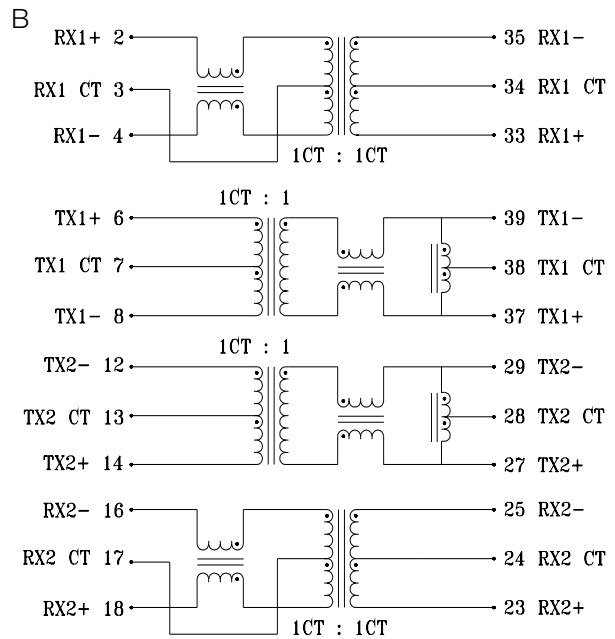 B
RX1+ 2
35 RX1-
RX1 CT 3
34 RX1 CT
RX1- 4
33 RX1+
1CT : 1CT
1CT : 1
TX1+ 6
39 TX1-
TX1 CT 7
38 TX1 CT
TX1- 8
37 TX1+
1CT : 1
TX2- 12
29 TX2-
TX2 CT 13
28 TX2 CT
TX2+ 14
27 TX2+
RX2- 16
25 RX2-
RX2 CT 17
24 RX2 CT
RX2+ 18
23 RX2+
1CT : 1CT